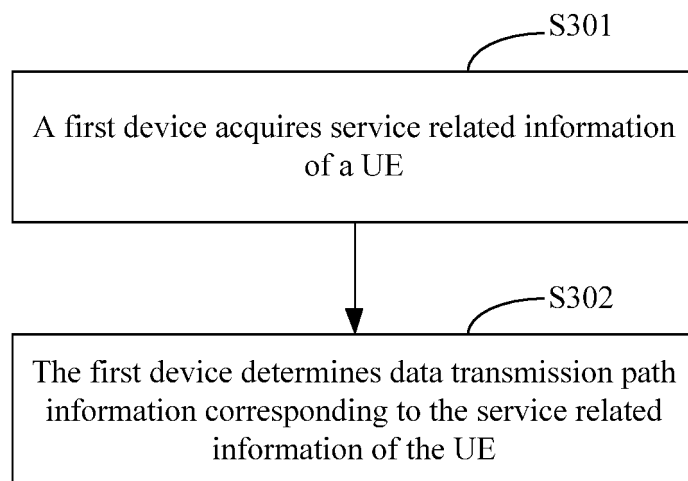 S301
A first device acquires service related information
of a UE
S302
The first device determines data transmission path
information corresponding to the service related
information of the UE